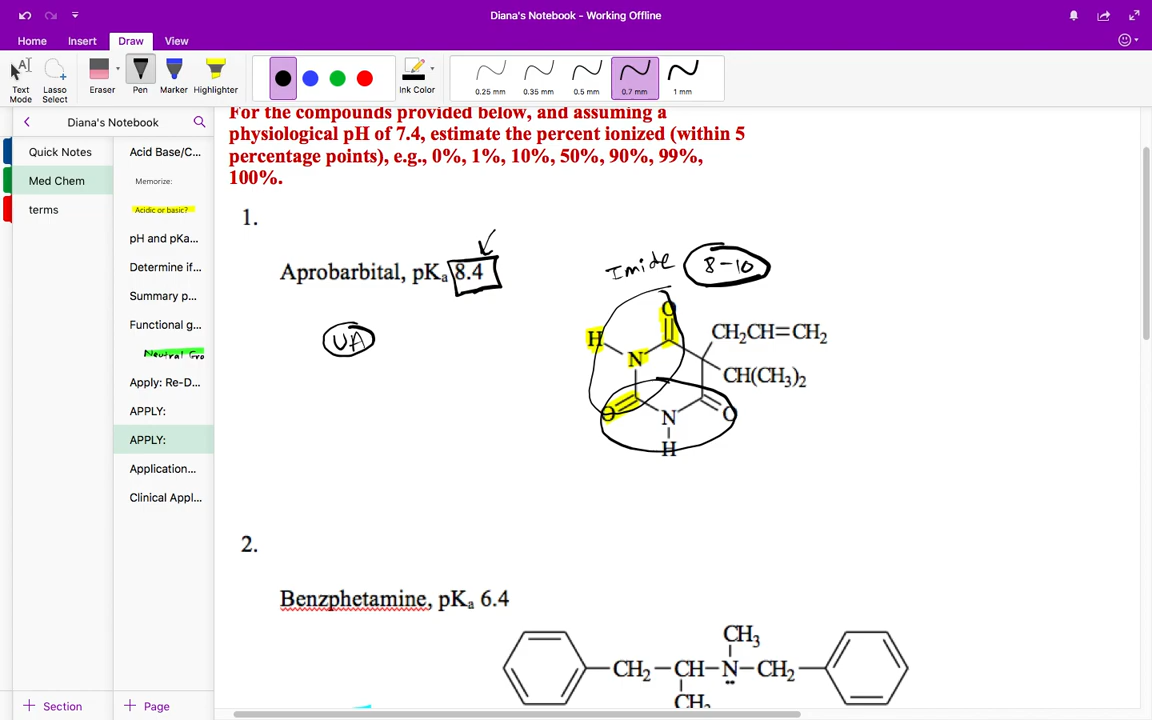 Diana's Notebook - Working Offline
Home Insert Draw View
Text Mode
Lasso Select
Eraser
Pen
Marker
Highlighter
Ink Color
0.25 mm 0.35 mm 0.5 mm 0.7 mm 1 mm
Diana's Notebook
Quick Notes
Med Chem
terms
Acid Base/C...
Memorize:
Acidic or basic?
pH and pKa...
Determine if...
Summary p...
Functional g...
Neutral Gro
Apply: Re-D...
APPLY:
APPLY:
Application...
Clinical Appl...
+ Section
+ Page
For the compounds provided below, and assuming a
physiological pH of 7.4, estimate the percent ionized (within 5
percentage points), e.g., 0%, 1%, 10%, 50%, 90%, 99%,
100%.
1.
Aprobarbital, pKₐ 8.4
Imide 8-10
UA
O
H
CH₂CH=CH₂
N
CH(CH₃)₂
O N O
H
2.
Benzphetamine, pKₐ 6.4
CH₃
CH₂—CH—N—CH₂
CH₃